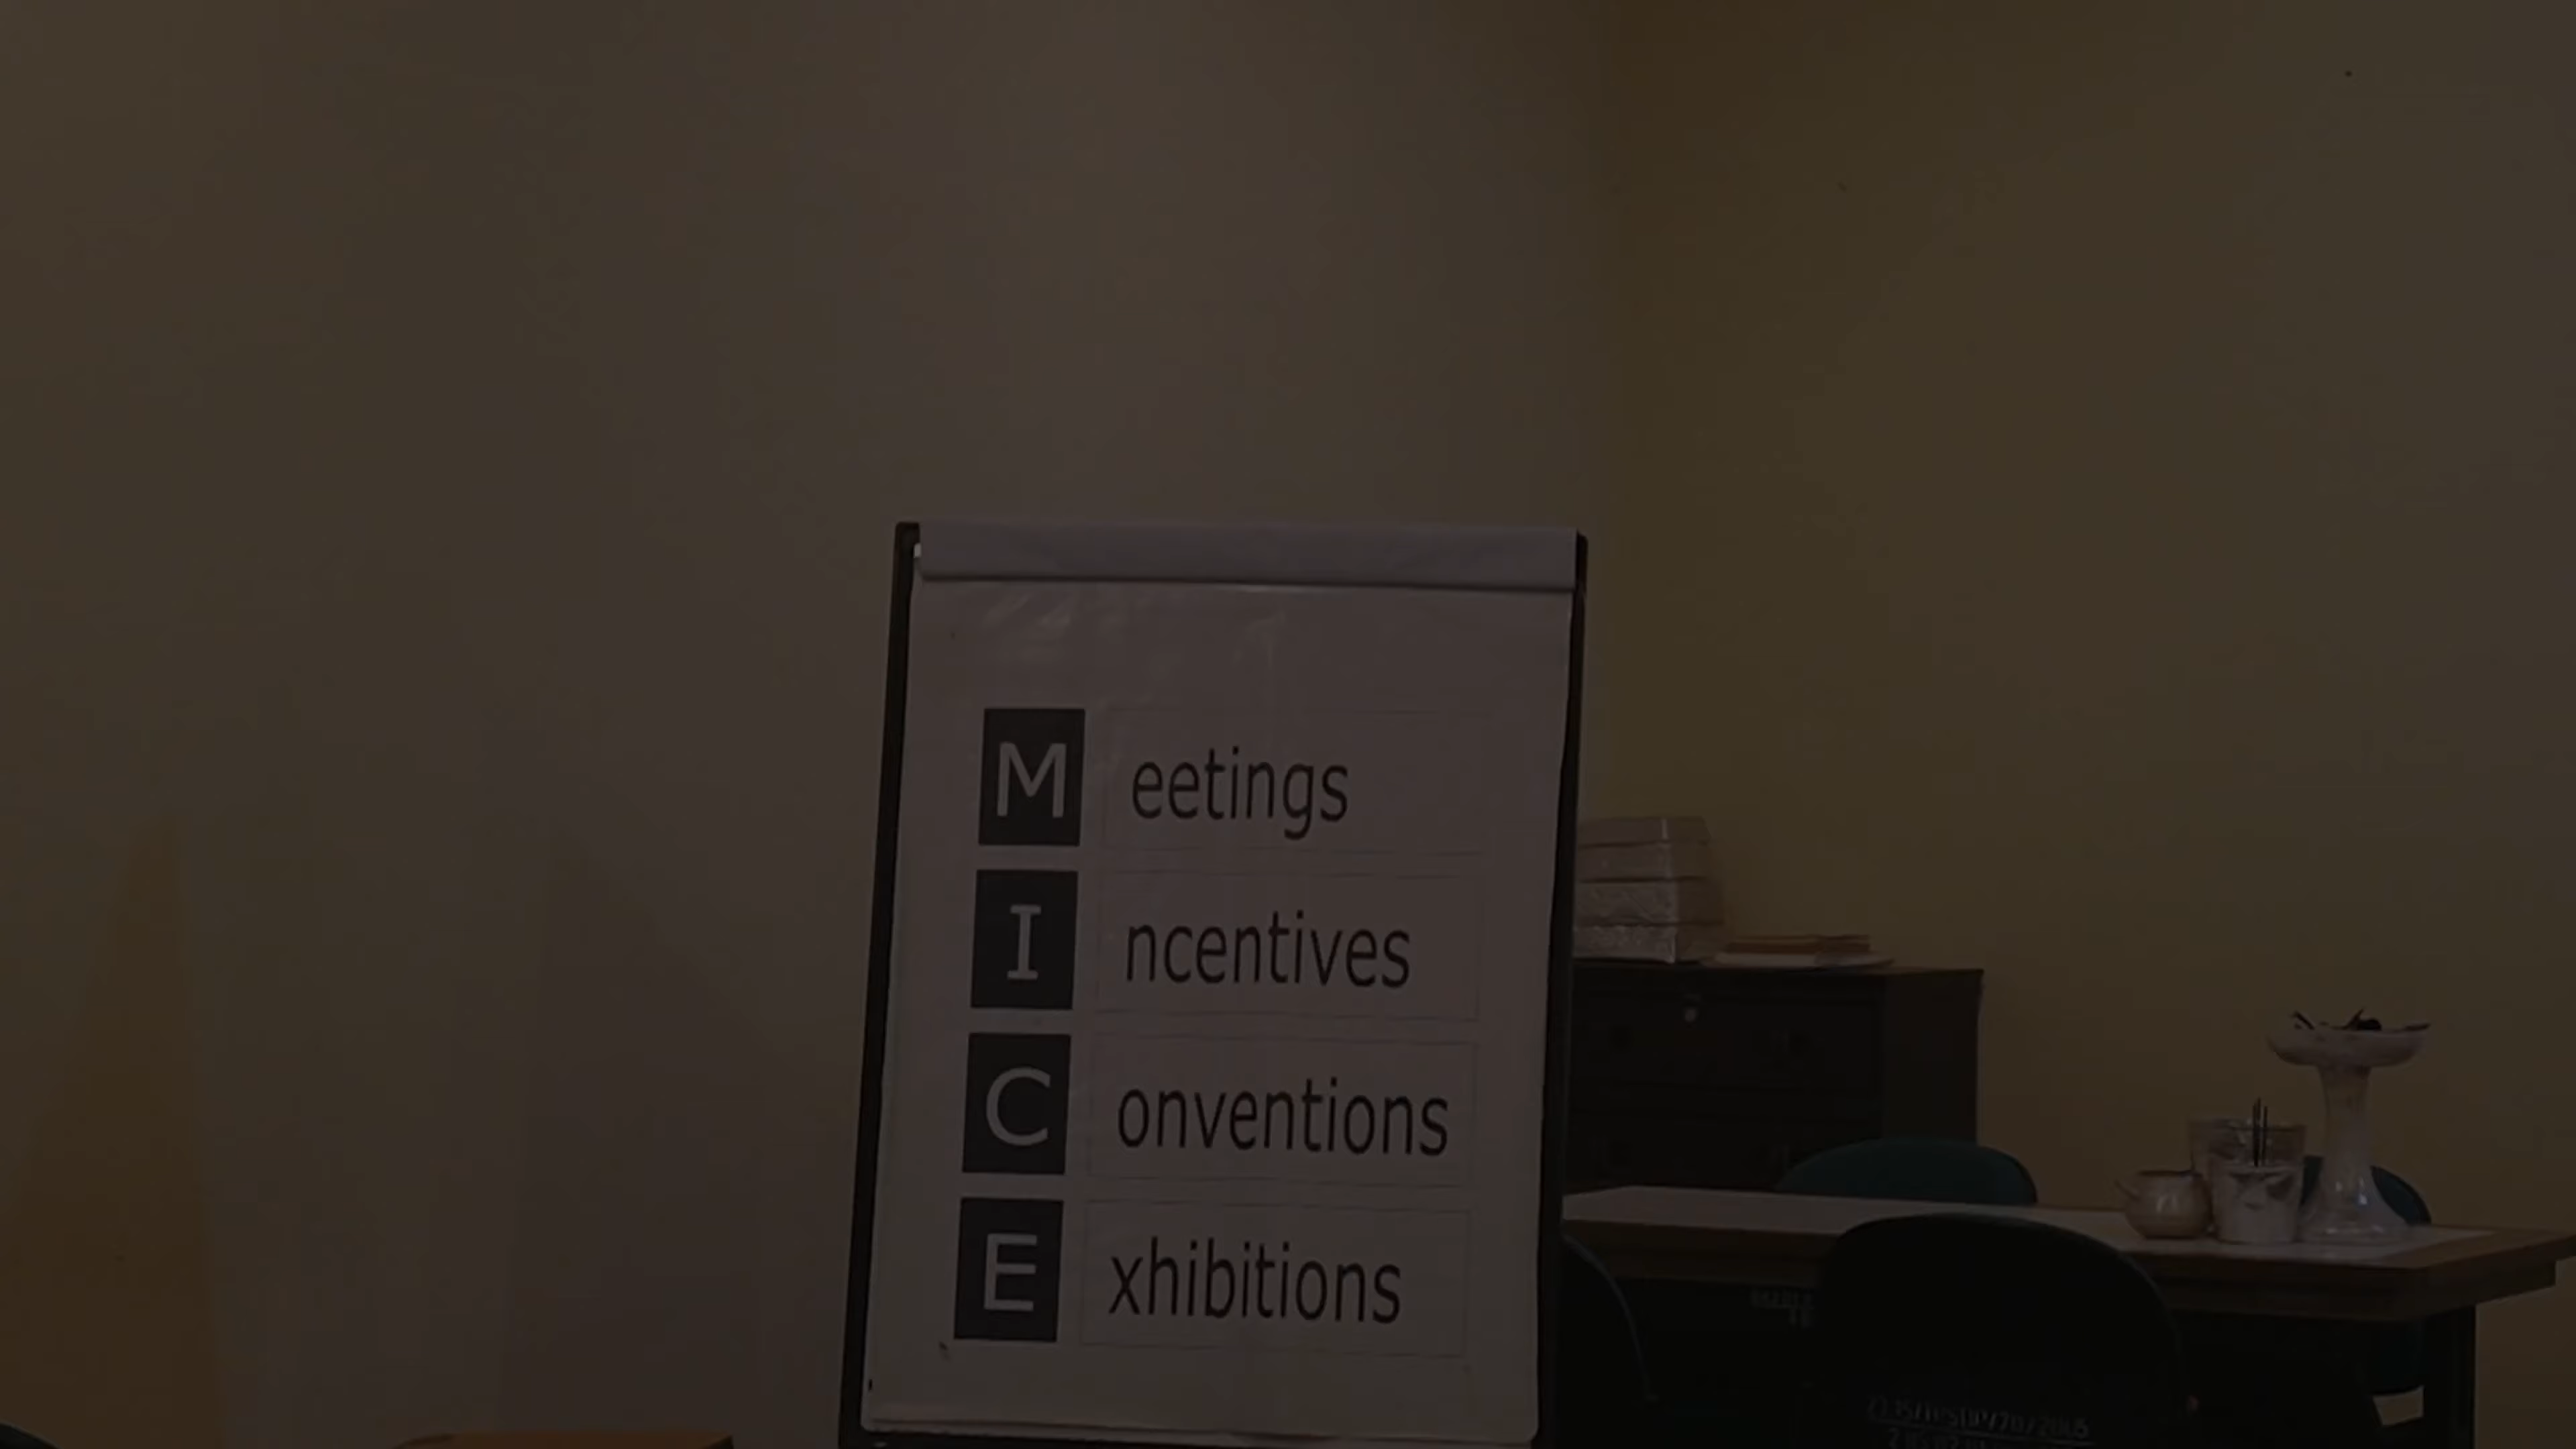 M eetings
I ncentives
C onventions
E xhibitions